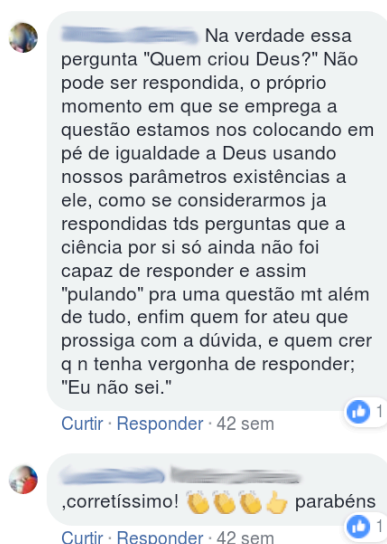 Na verdade essa
pergunta "Quem criou Deus?" Não
pode ser respondida, o próprio
momento em que se emprega a
questão estamos nos colocando em
pé de igualdade a Deus usando
nossos parâmetros existências a
ele, como se considerarmos ja
respondidas tds perguntas que a
ciência por si só ainda não foi
capaz de responder e assim
"pulando" pra uma questão mt além
de tudo, enfim quem for ateu que
prossiga com a dúvida, e quem crer
q n tenha vergonha de responder;
"Eu não sei."
1
Curtir · Responder · 42 sem
,corretíssimo! 👏👏👏👍 parabéns
1
Curtir · Responder · 42 sem